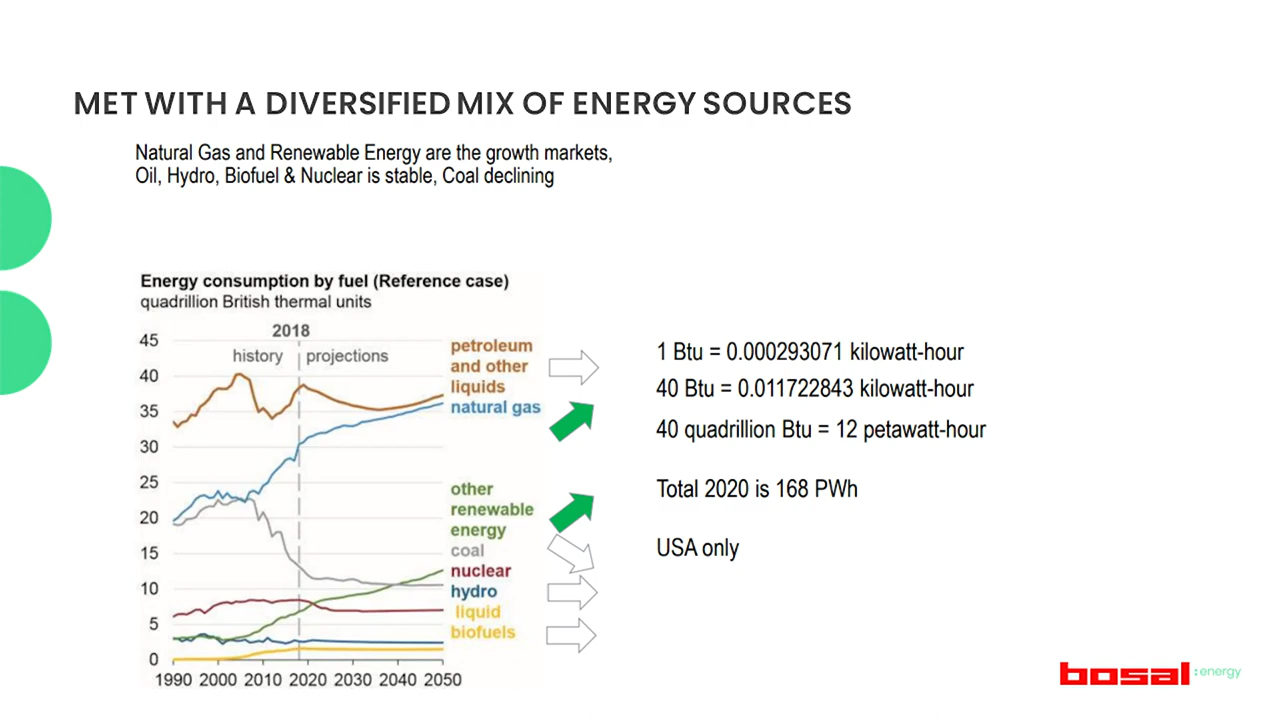 MET WITH A DIVERSIFIED MIX OF ENERGY SOURCES
Natural Gas and Renewable Energy are the growth markets,
Oil, Hydro, Biofuel & Nuclear is stable, Coal declining
Energy consumption by fuel (Reference case)
quadrillion British thermal units
2018
history projections
45
40
35
30
25
20
15
10
5
0
1990 2000 2010 2020 2030 2040 2050
petroleum
and other
liquids
natural gas
other
renewable
energy
coal
nuclear
hydro
liquid
biofuels
1 Btu = 0.000293071 kilowatt-hour
40 Btu = 0.011722843 kilowatt-hour
40 quadrillion Btu = 12 petawatt-hour
Total 2020 is 168 PWh
USA only
bosal :energy